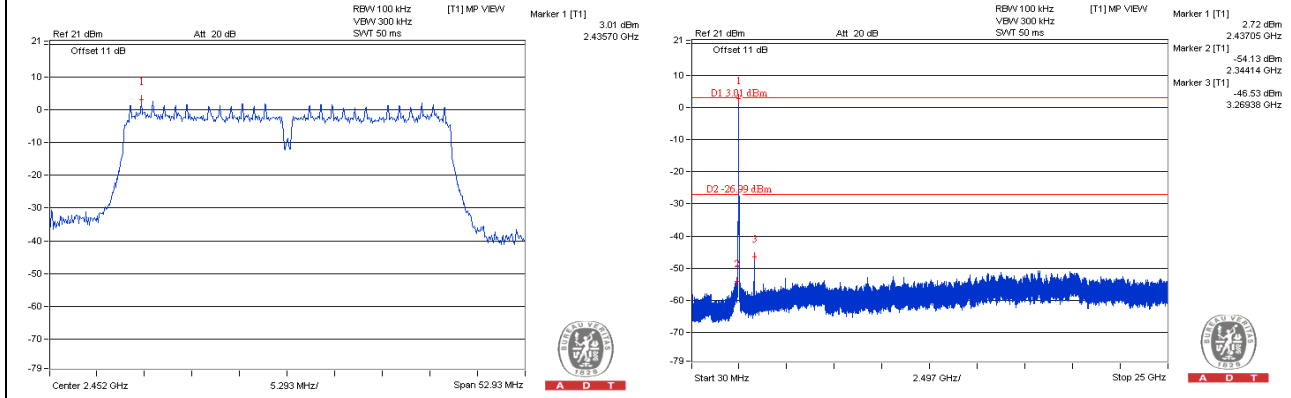 RBW 100 kHz [T1] MP VIEW
VBW 300 kHz
Ref 21 dBm Att 20 dB SWT 50 ms
Marker 1 [T1]
3.01 dBm
2.43570 GHz
21
Offset 11 dB
10
0
-10
-20
-30
-40
-50
-60
-70
-79
1
Center 2.452 GHz 5.293 MHz/ Span 52.93 MHz
BUREAU VERITAS
1828
A D T
RBW 100 kHz [T1] MP VIEW
VBW 300 kHz
Ref 21 dBm Att 20 dB SWT 50 ms
Marker 1 [T1]
2.72 dBm
2.43705 GHz
Marker 2 [T1]
-54.13 dBm
2.34414 GHz
Marker 3 [T1]
-46.53 dBm
3.26938 GHz
21
Offset 11 dB
10
0
-10
-20
-30
-40
-50
-60
-70
-79
1
D1 3.01 dBm
D2 -26.99 dBm
3
2
Start 30 MHz 2.497 GHz/ Stop 25 GHz
BUREAU VERITAS
1828
A D T